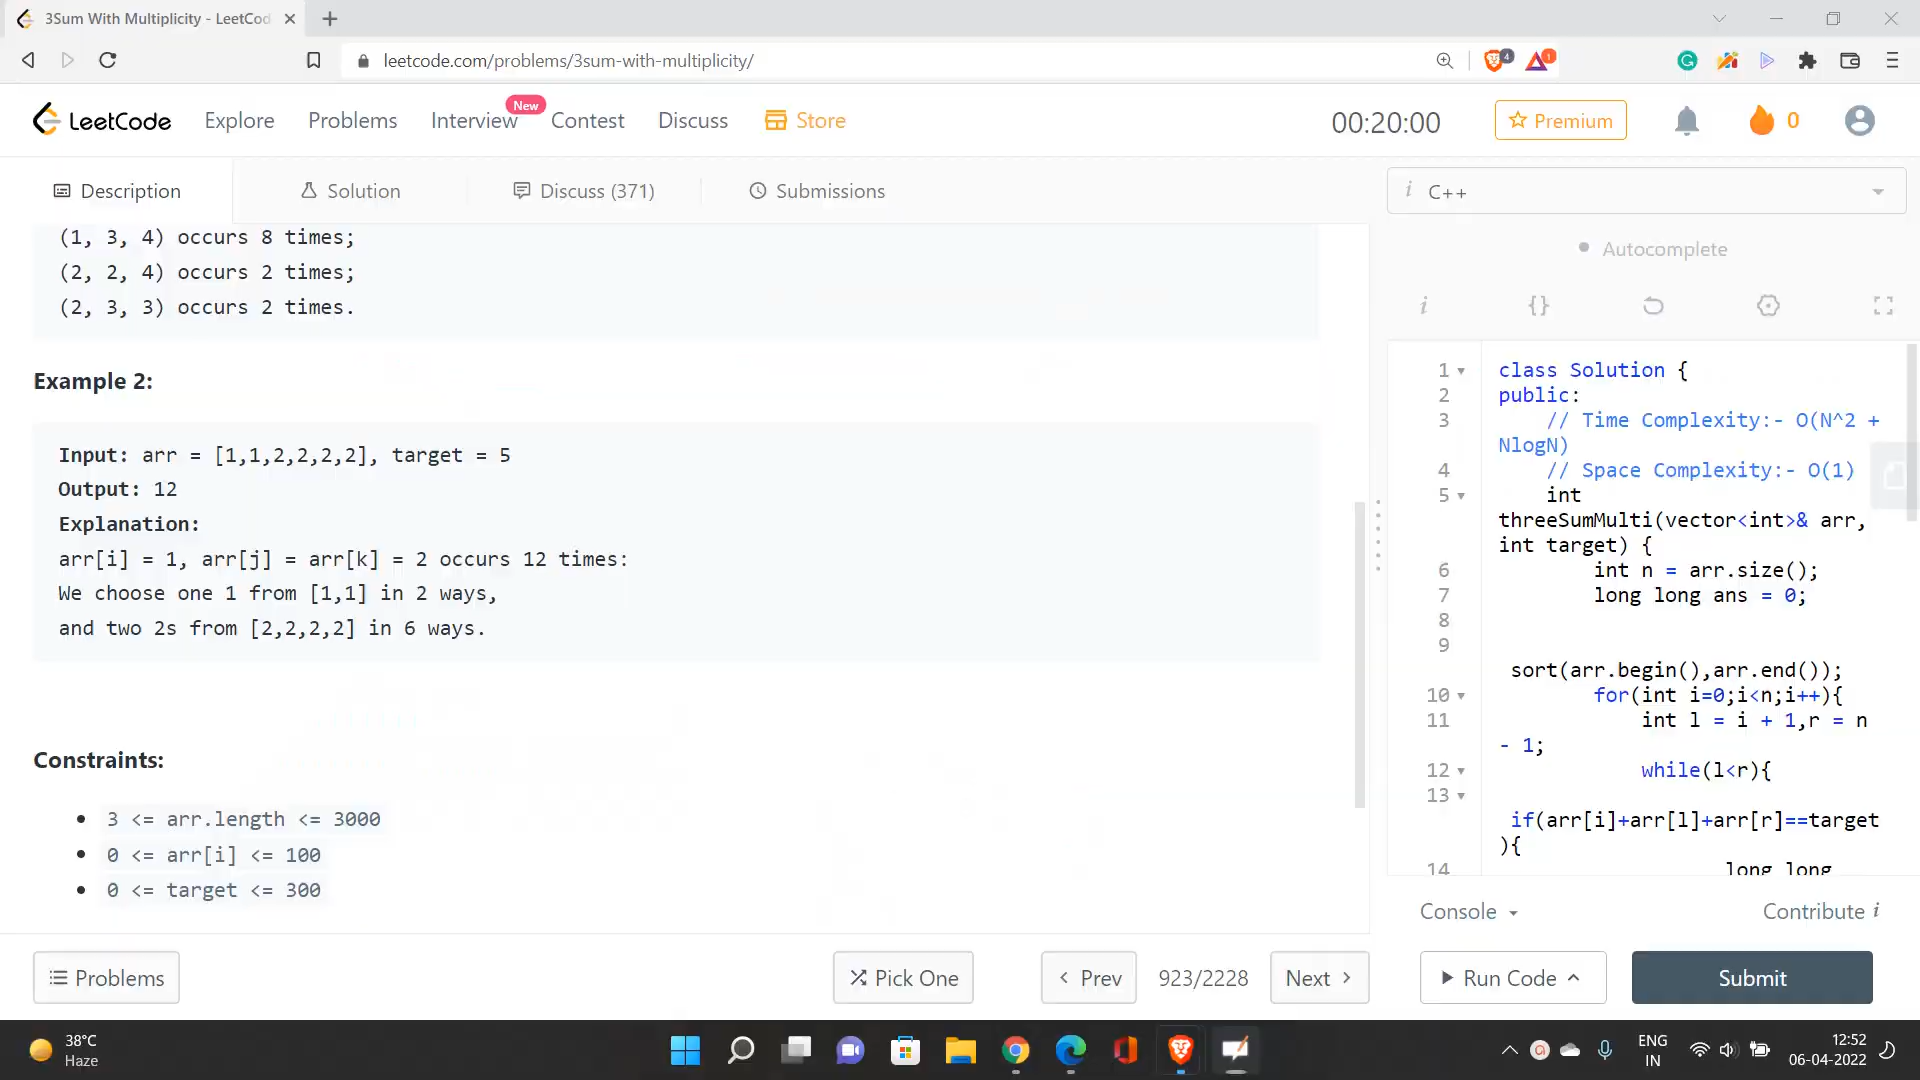 3Sum With Multiplicity - LeetCod
leetcode.com/problems/3sum-with-multiplicity/
4
1
LeetCode
Explore
Problems
Interview
New
Contest
Discuss
Store
00:20:00
Premium
0
Description
Solution
Discuss (371)
Submissions
i C++
(1, 3, 4) occurs 8 times;
(2, 2, 4) occurs 2 times;
(2, 3, 3) occurs 2 times.
Example 2:
Input: arr = [1,1,2,2,2,2], target = 5
Output: 12
Explanation:
arr[i] = 1, arr[j] = arr[k] = 2 occurs 12 times:
We choose one 1 from [1,1] in 2 ways,
and two 2s from [2,2,2,2] in 6 ways.
Constraints:
3 <= arr.length <= 3000
0 <= arr[i] <= 100
0 <= target <= 300
Autocomplete
i {}
1 class Solution {
2 public:
3 // Time Complexity:- O(N^2 +
NlogN)
4 // Space Complexity:- O(1)
5 int
threeSumMulti(vector<int>& arr,
int target) {
6 int n = arr.size();
7 long long ans = 0;
8
9
sort(arr.begin(),arr.end());
10 for(int i=0;i<n;i++){
11 int l = i + 1,r = n
- 1;
12 while(l<r){
13
if(arr[i]+arr[l]+arr[r]==target
){
14 long long
Console
Contribute i
Problems
Pick One
< Prev
923/2228
Next >
Run Code
Submit
38°C
Haze
ENG
IN
12:52
06-04-2022